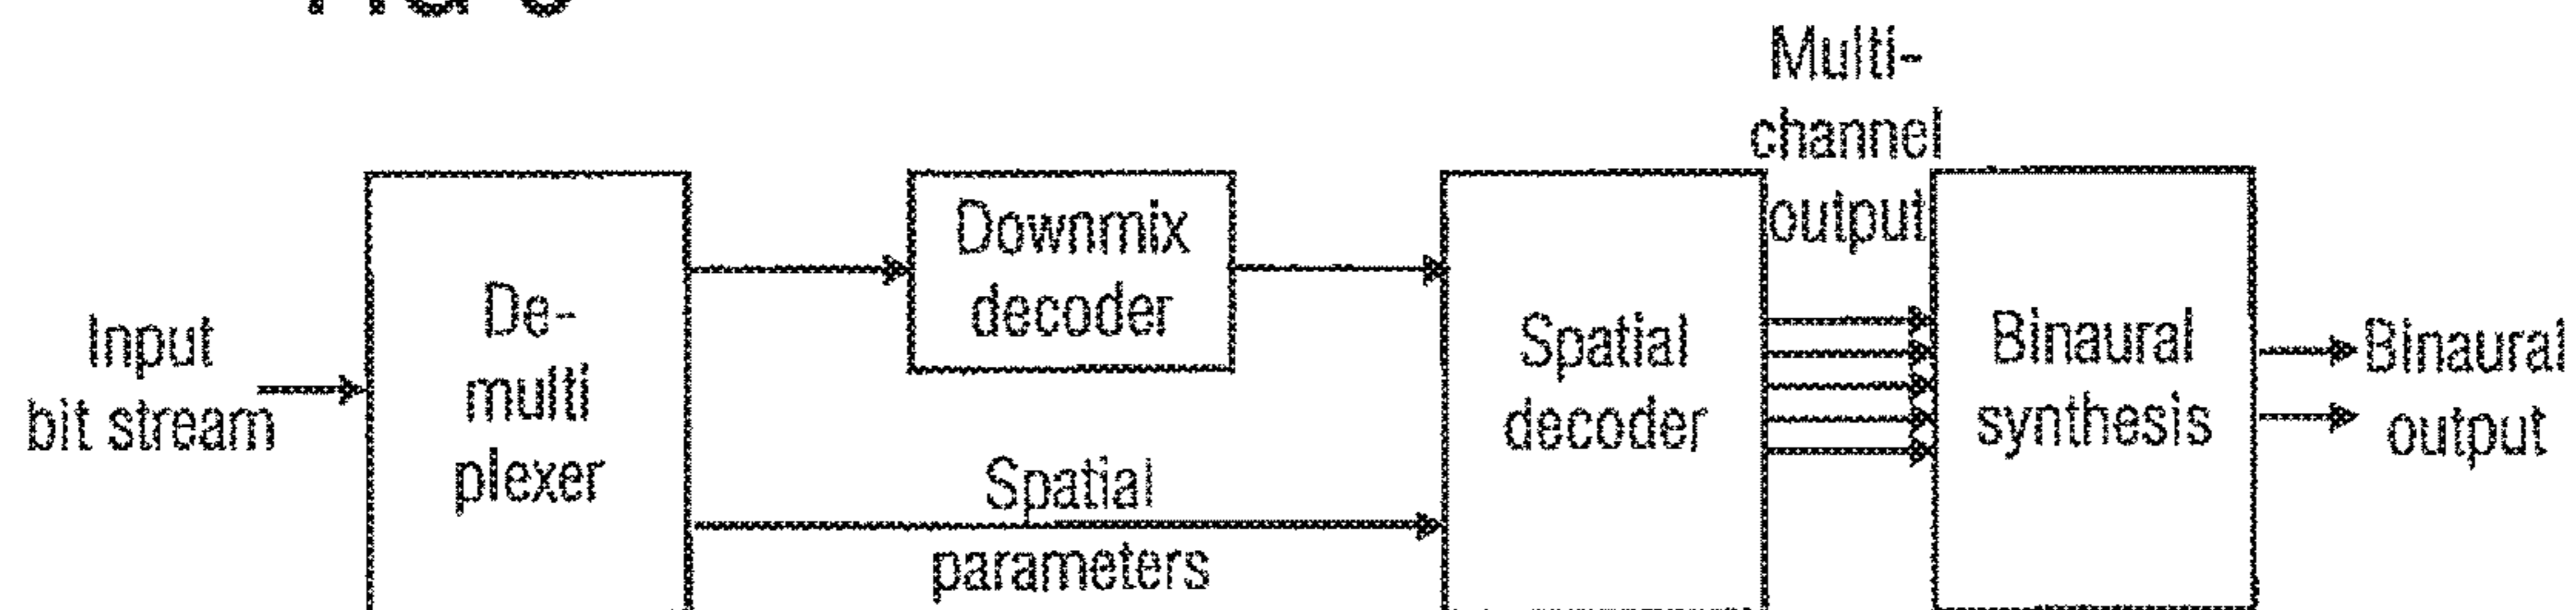 Multi-
channel
output
Input
bit stream
De-
multi
plexer
Downmix
decoder
Spatial
parameters
Spatial
decoder
Binaural
synthesis
Binaural
output